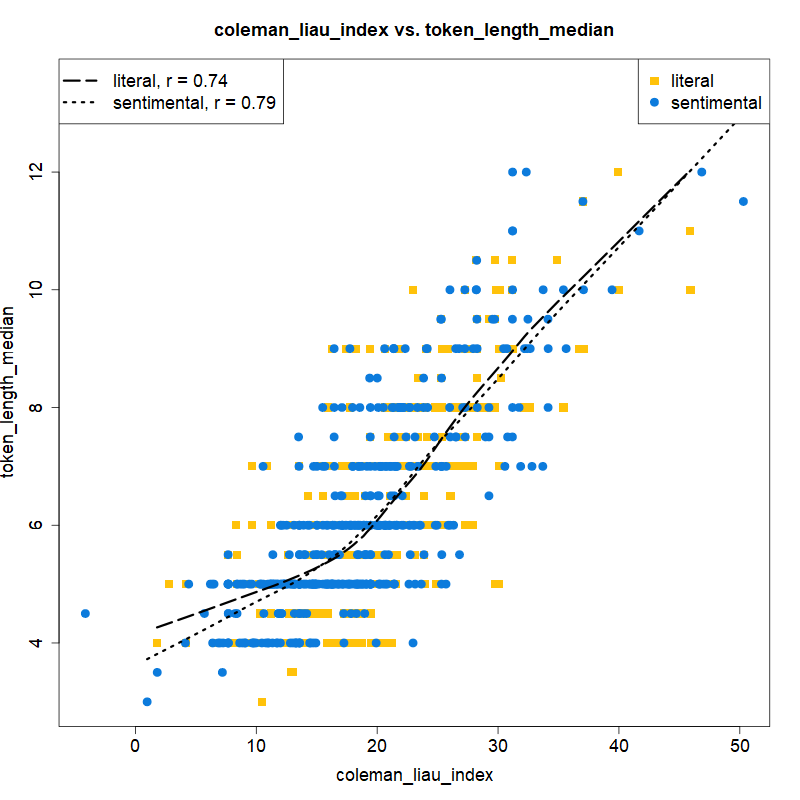 coleman_liau_index vs. token_length_median
literal, r = 0.74
sentimental, r = 0.79
literal
sentimental
12
10
8
6
4
token_length_median
0 10 20 30 40 50
coleman_liau_index